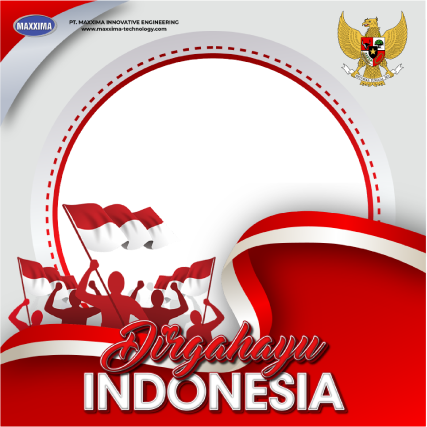 MAXXIMA
PT. MAXXIMA INNOVATIVE ENGINEERING
www.maxxima-technology.com
Dirgahayu
INDONESIA